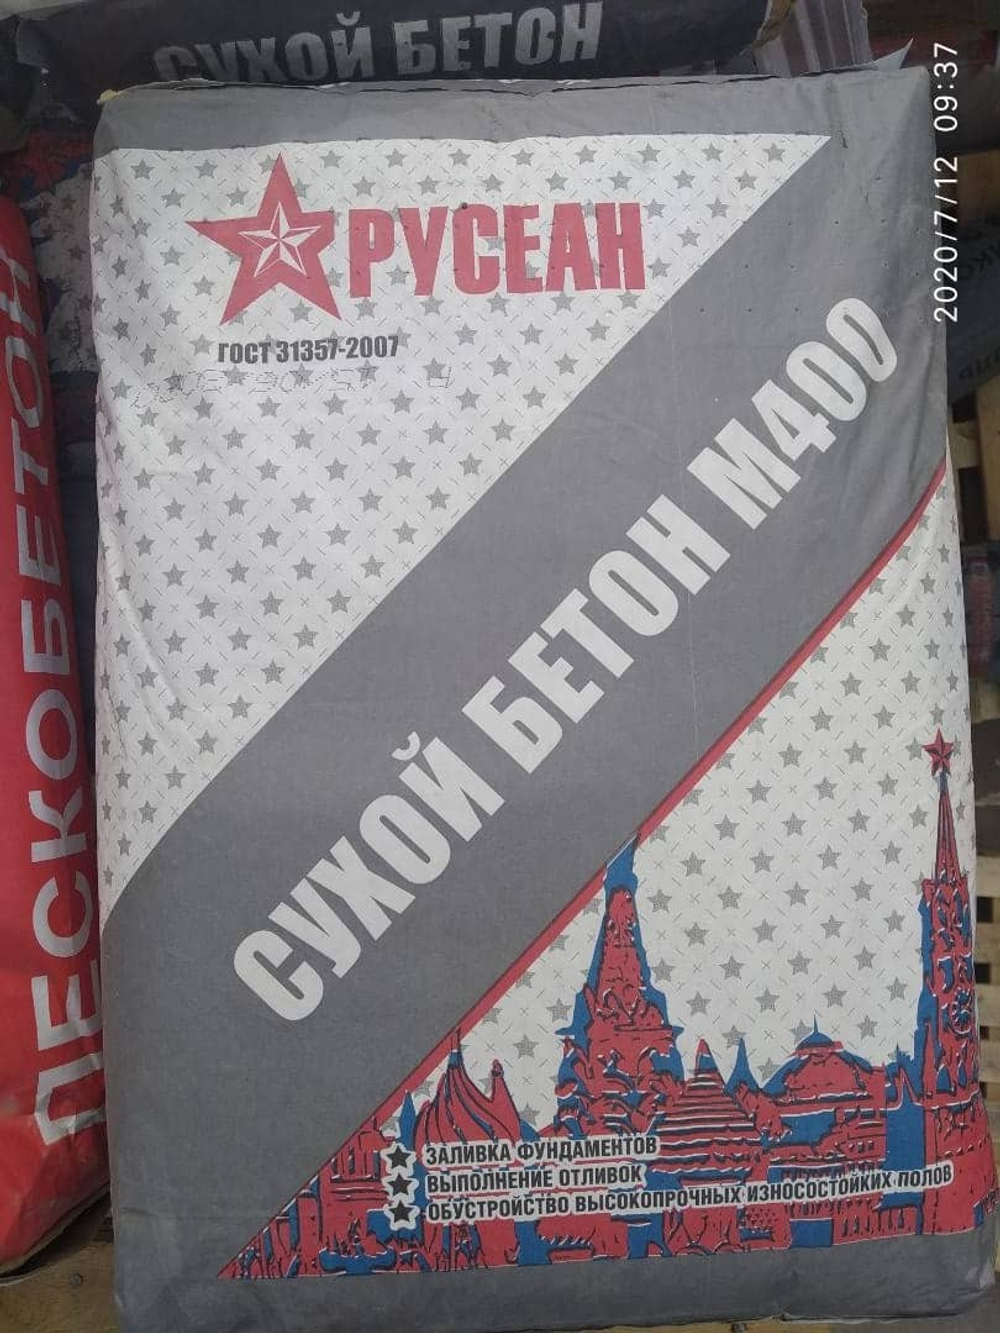 СУХОЙ БЕТОН
2020/7/12 09:37
РУСЕАН
ГОСТ 31357-2007
СУХОЙ БЕТОН М400
ПЕСКОБЕТОН
ЗАЛИВКА ФУНДАМЕНТОВ
ВЫПОЛНЕНИЕ ОТЛИВОК
ОБУСТРОЙСТВО ВЫСОКОПРОЧНЫХ ИЗНОСОСТОЙКИХ ПОЛОВ